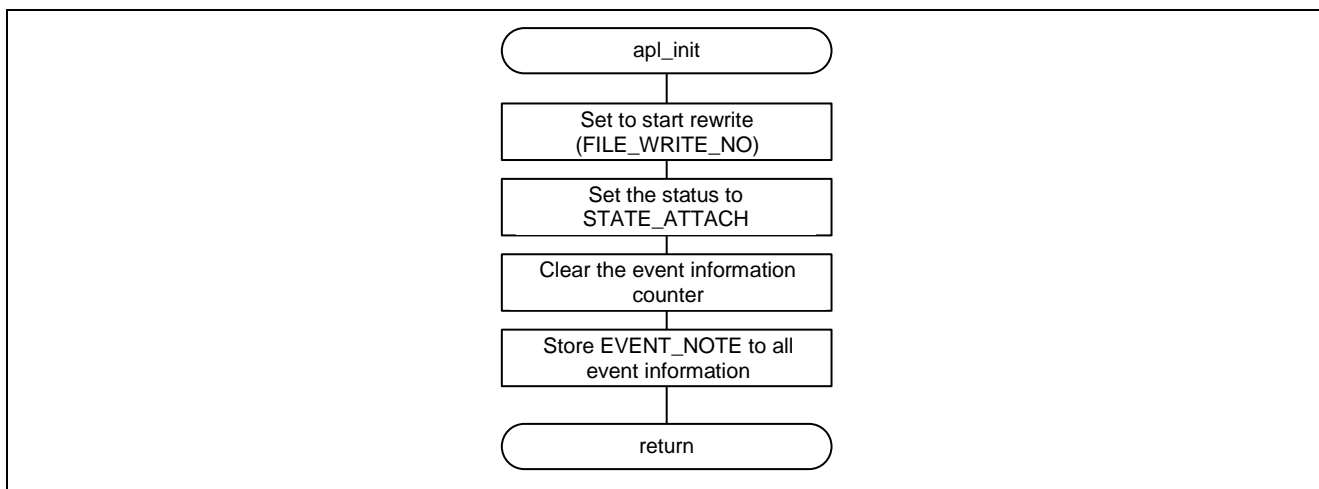 apl_init
Set to start rewrite
(FILE_WRITE_NO)
Set the status to
STATE_ATTACH
Clear the event information
counter
Store EVENT_NOTE to all
event information
return